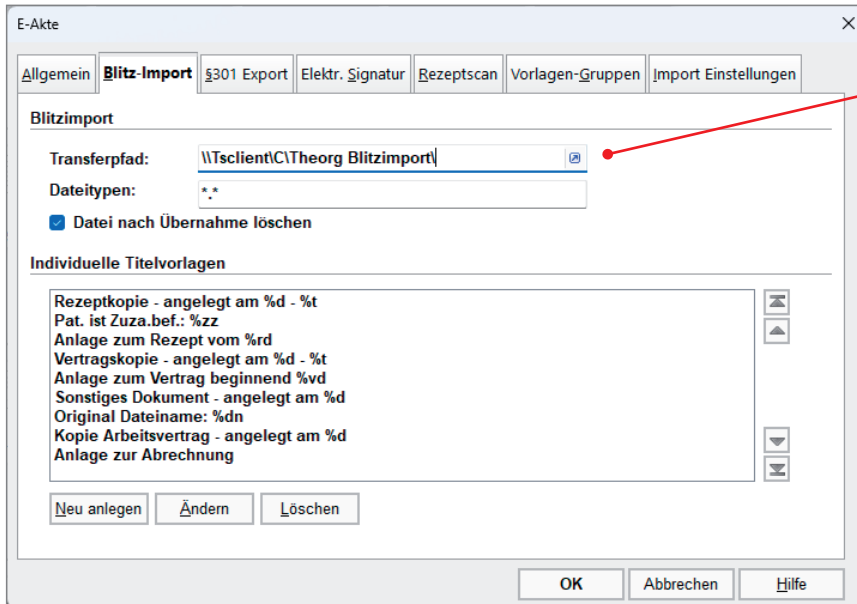 E-Akte
Allgemein Blitz-Import §301 Export Elektr. Signatur Rezeptscan Vorlagen-Gruppen Import Einstellungen
Blitzimport
Transferpfad: \\Tsclient\C\Theorg Blitzimport\
Dateitypen: *.*
Datei nach Übernahme löschen
Individuelle Titelvorlagen
Rezeptkopie - angelegt am %d - %t
Pat. ist Zuza.bef.: %zz
Anlage zum Rezept vom %rd
Vertragskopie - angelegt am %d - %t
Anlage zum Vertrag beginnend %vd
Sonstiges Dokument - angelegt am %d
Original Dateiname: %dn
Kopie Arbeitsvertrag - angelegt am %d
Anlage zur Abrechnung
Neu anlegen Ändern Löschen
OK Abbrechen Hilfe